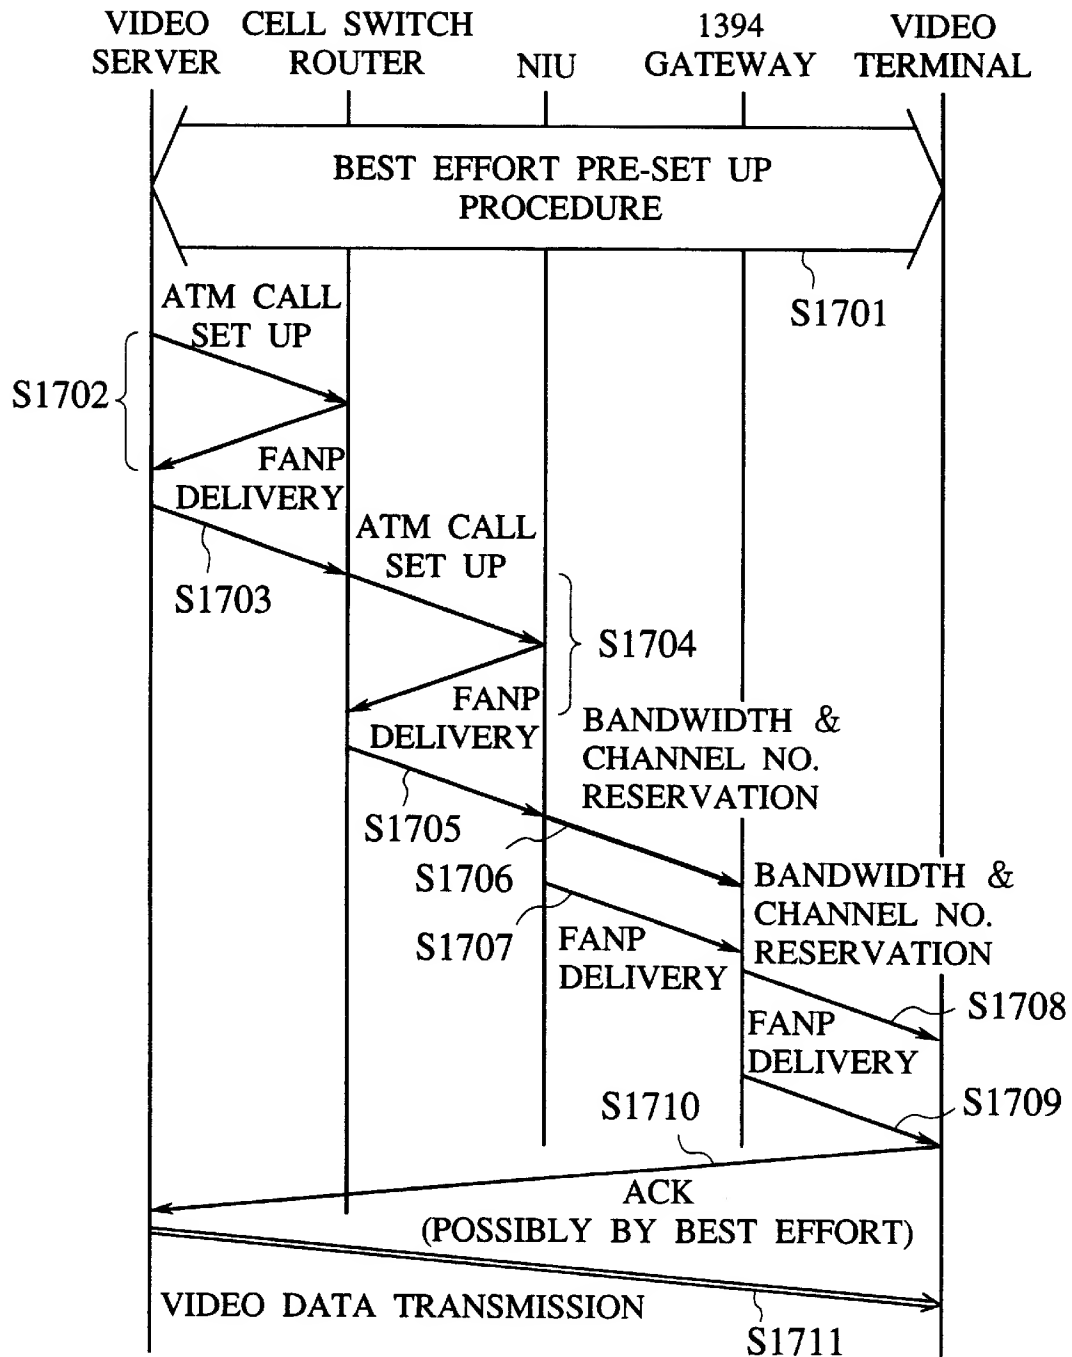 VIDEO SERVER
CELL SWITCH ROUTER
NIU
1394 GATEWAY
VIDEO TERMINAL
BEST EFFORT PRE-SET UP
PROCEDURE
S1701
ATM CALL
SET UP
S1702
FANP
DELIVERY
S1703
ATM CALL
SET UP
S1704
FANP
DELIVERY
S1705
BANDWIDTH &
CHANNEL NO.
RESERVATION
S1706
S1707
FANP
DELIVERY
BANDWIDTH &
CHANNEL NO.
RESERVATION
S1708
FANP
DELIVERY
S1709
S1710
ACK
(POSSIBLY BY BEST EFFORT)
VIDEO DATA TRANSMISSION
S1711